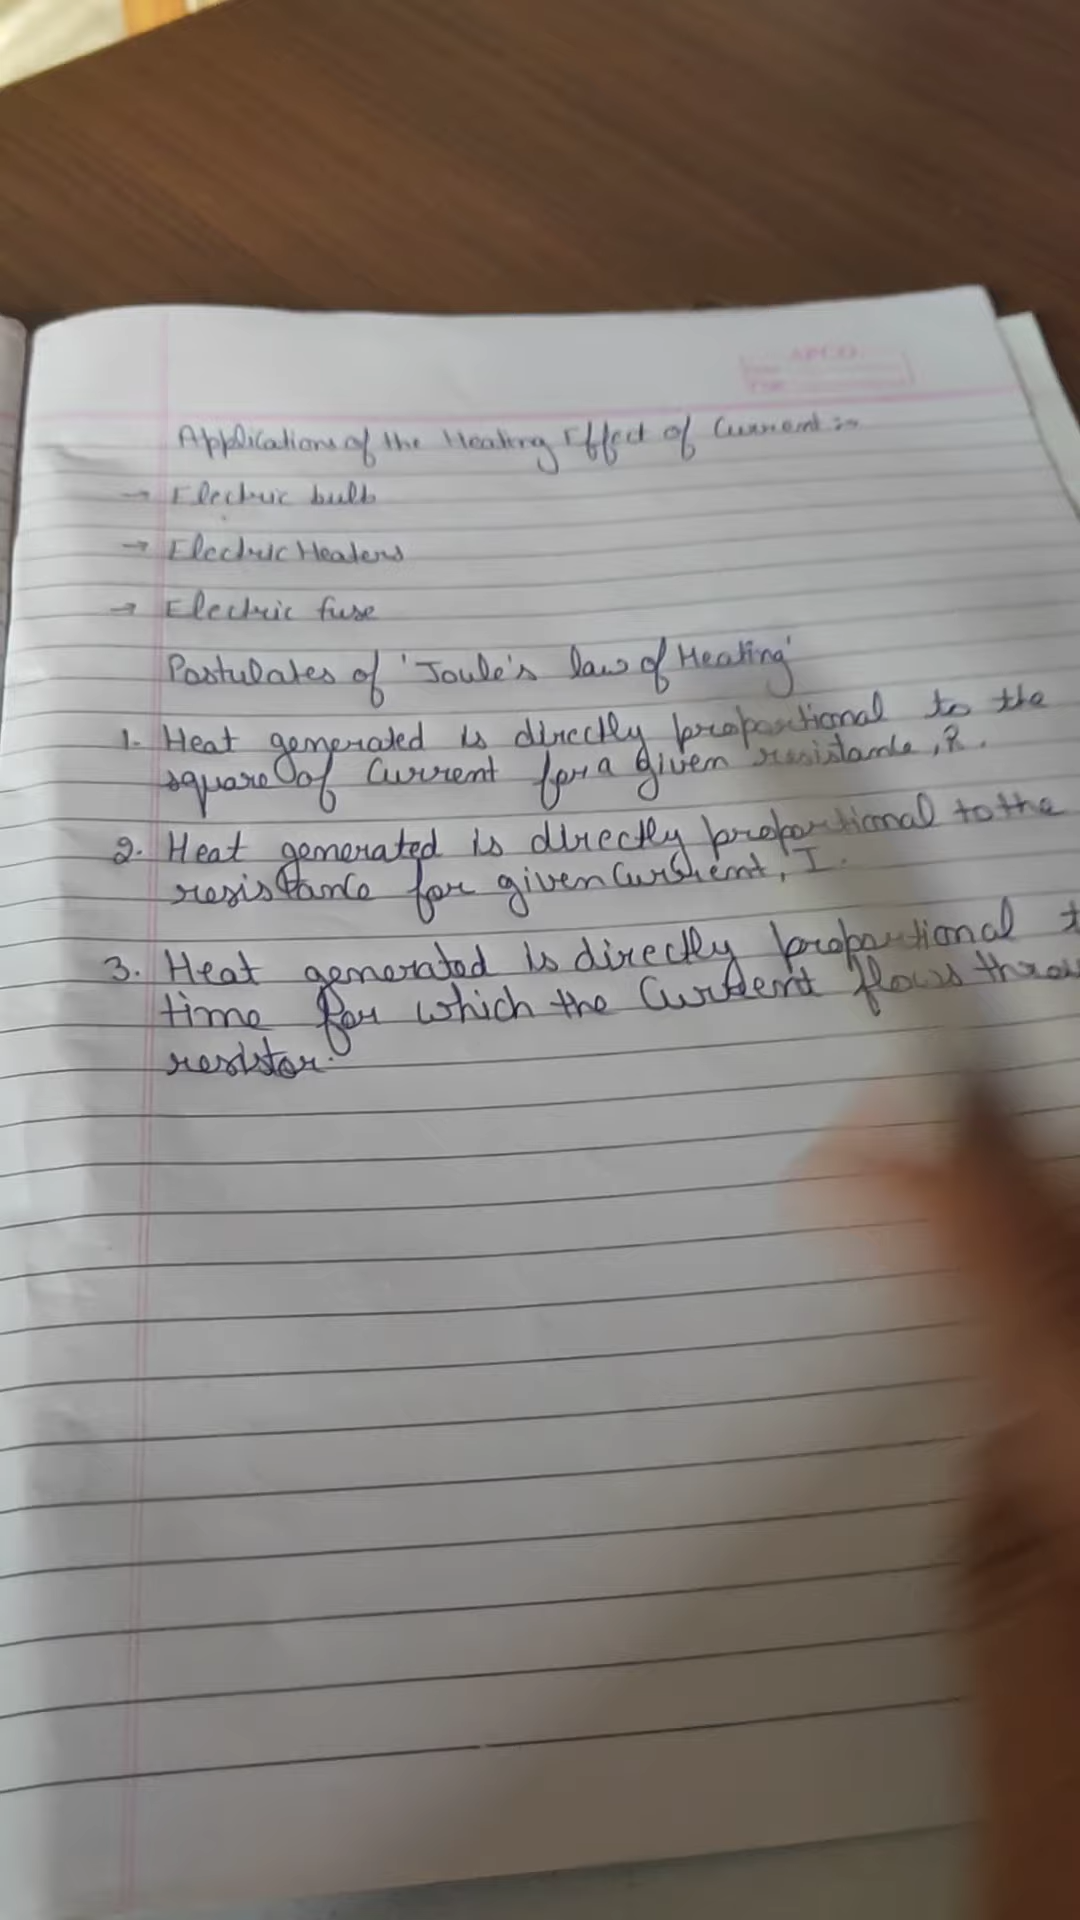 APCO
Applications of the Heating Effect of Current :-
→ Electric bulb
→ Electric Heaters
→ Electric fuse
Postulates of 'Joule's law of Heating'
1. Heat generated is directly proportional to the
square of Current for a given resistance, R.
2. Heat generated is directly proportional to the
resistance for given Current, I.
3. Heat generated is directly proportional t
time for which the Current flows throu
resistor.